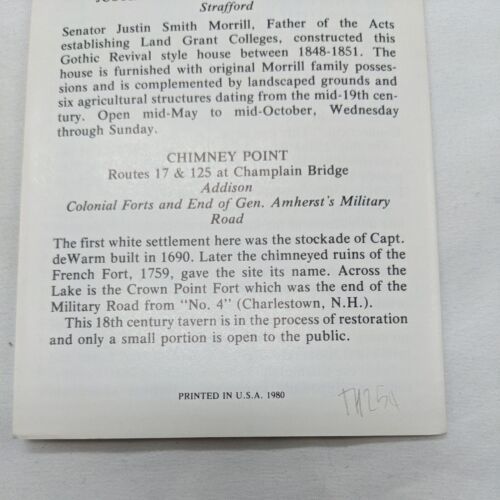 Strafford
Senator Justin Smith Morrill, Father of the Acts
establishing Land Grant Colleges, constructed this
Gothic Revival style house between 1848-1851. The
house is furnished with original Morrill family posses-
sions and is complemented by landscaped grounds and
six agricultural structures dating from the mid-19th cen-
tury. Open mid-May to mid-October, Wednesday
through Sunday.
CHIMNEY POINT
Routes 17 & 125 at Champlain Bridge
Addison
Colonial Forts and End of Gen. Amherst's Military
Road
The first white settlement here was the stockade of Capt.
deWarm built in 1690. Later the chimneyed ruins of the
French Fort, 1759, gave the site its name. Across the
Lake is the Crown Point Fort which was the end of the
Military Road from "No. 4" (Charlestown, N.H.).
This 18th century tavern is in the process of restoration
and only a small portion is open to the public.
PRINTED IN U.S.A. 1980